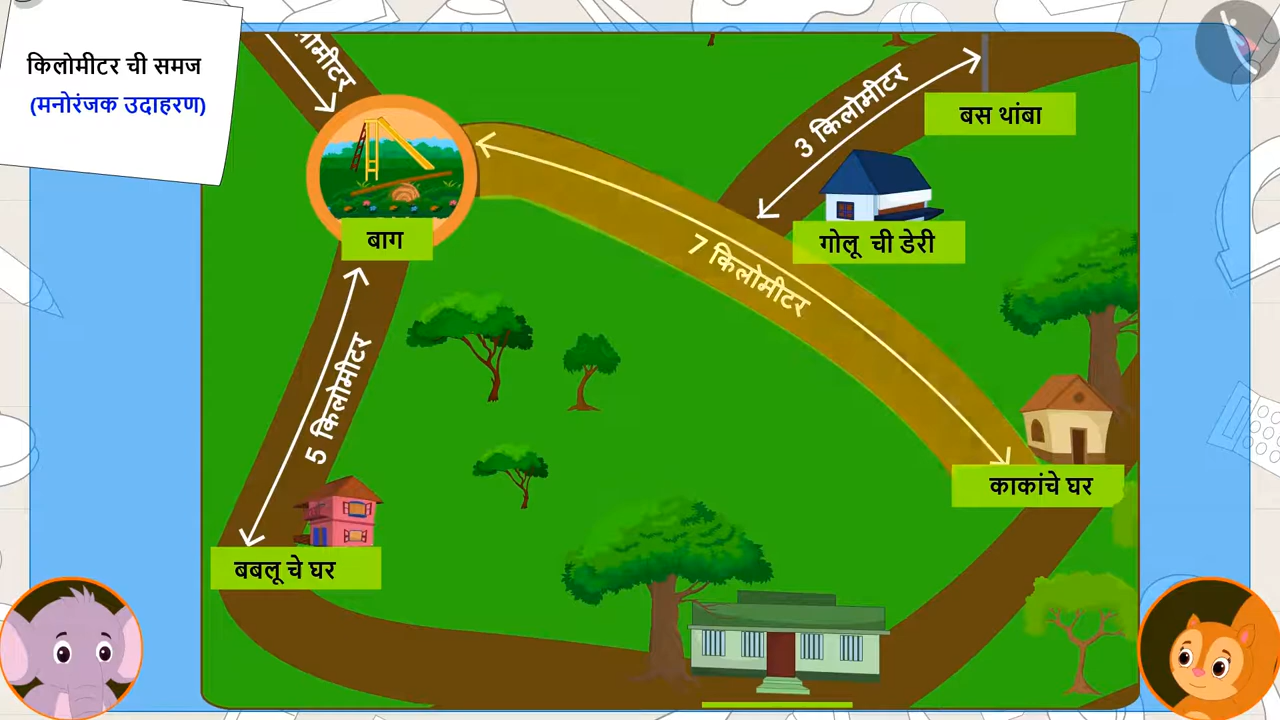 किलोमीटर ची समज
(मनोरंजक उदाहरण)
3 किलोमीटर
बस थांबा
गोलू ची डेरी
बाग
7 किलोमीटर
5 किलोमीटर
काकांचे घर
बबलू चे घर